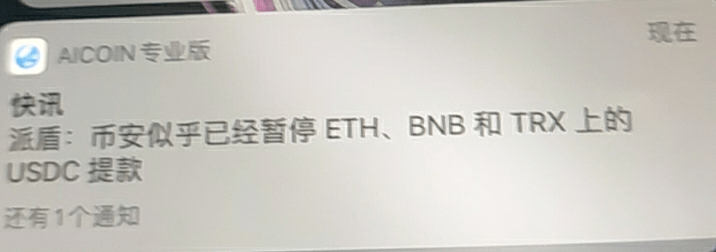 AICOIN 专业版
现在
快讯
派盾：币安似乎已经暂停 ETH、BNB 和 TRX 上的
USDC 提款
还有1个通知